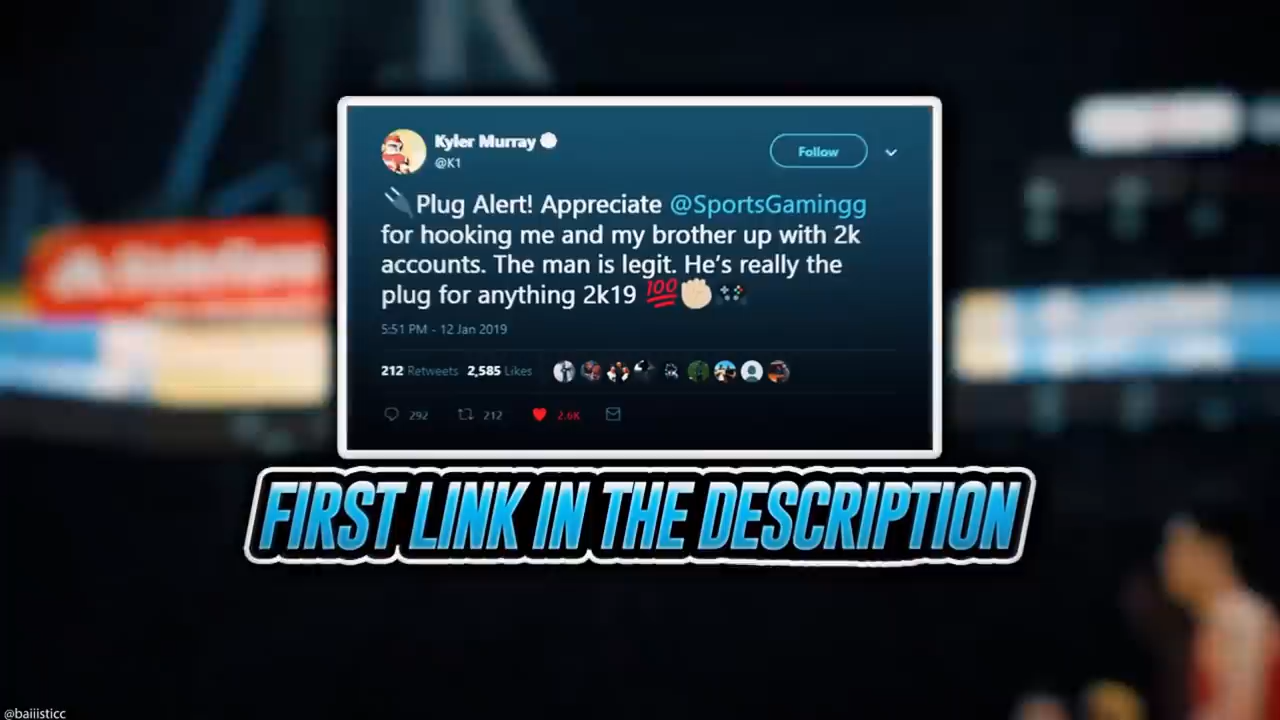 Kyler Murray
@K1
Follow
Plug Alert! Appreciate @SportsGamingg
for hooking me and my brother up with 2k
accounts. The man is legit. He’s really the
plug for anything 2k19 💯✊🏼🎮
5:51 PM - 12 Jan 2019
212 Retweets 2,585 Likes
292 212 2.6K
FIRST LINK IN THE DESCRIPTION
@baiiisticc